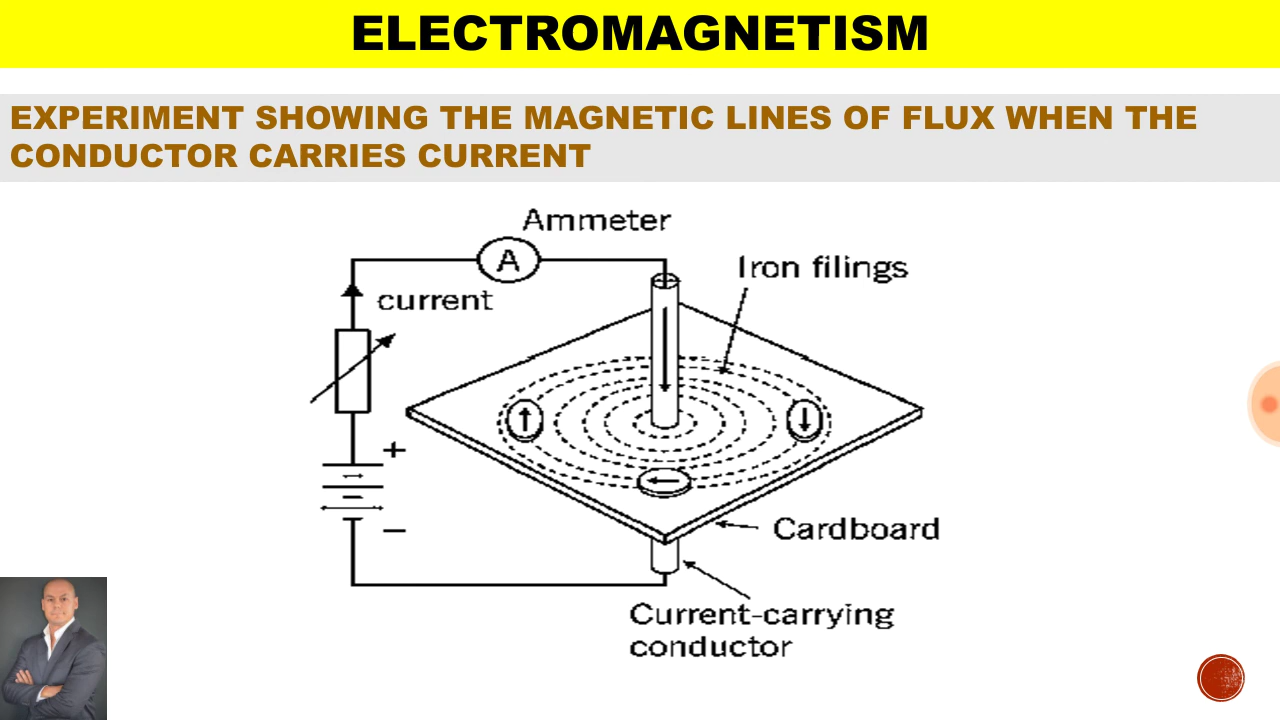 ELECTROMAGNETISM
EXPERIMENT SHOWING THE MAGNETIC LINES OF FLUX WHEN THE
CONDUCTOR CARRIES CURRENT
Ammeter
A
Iron filings
current
+
−
Cardboard
Current-carrying
conductor